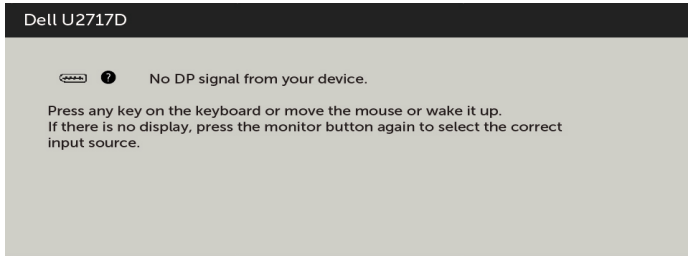 Dell U2717D
? No DP signal from your device.
Press any key on the keyboard or move the mouse or wake it up.
If there is no display, press the monitor button again to select the correct
input source.